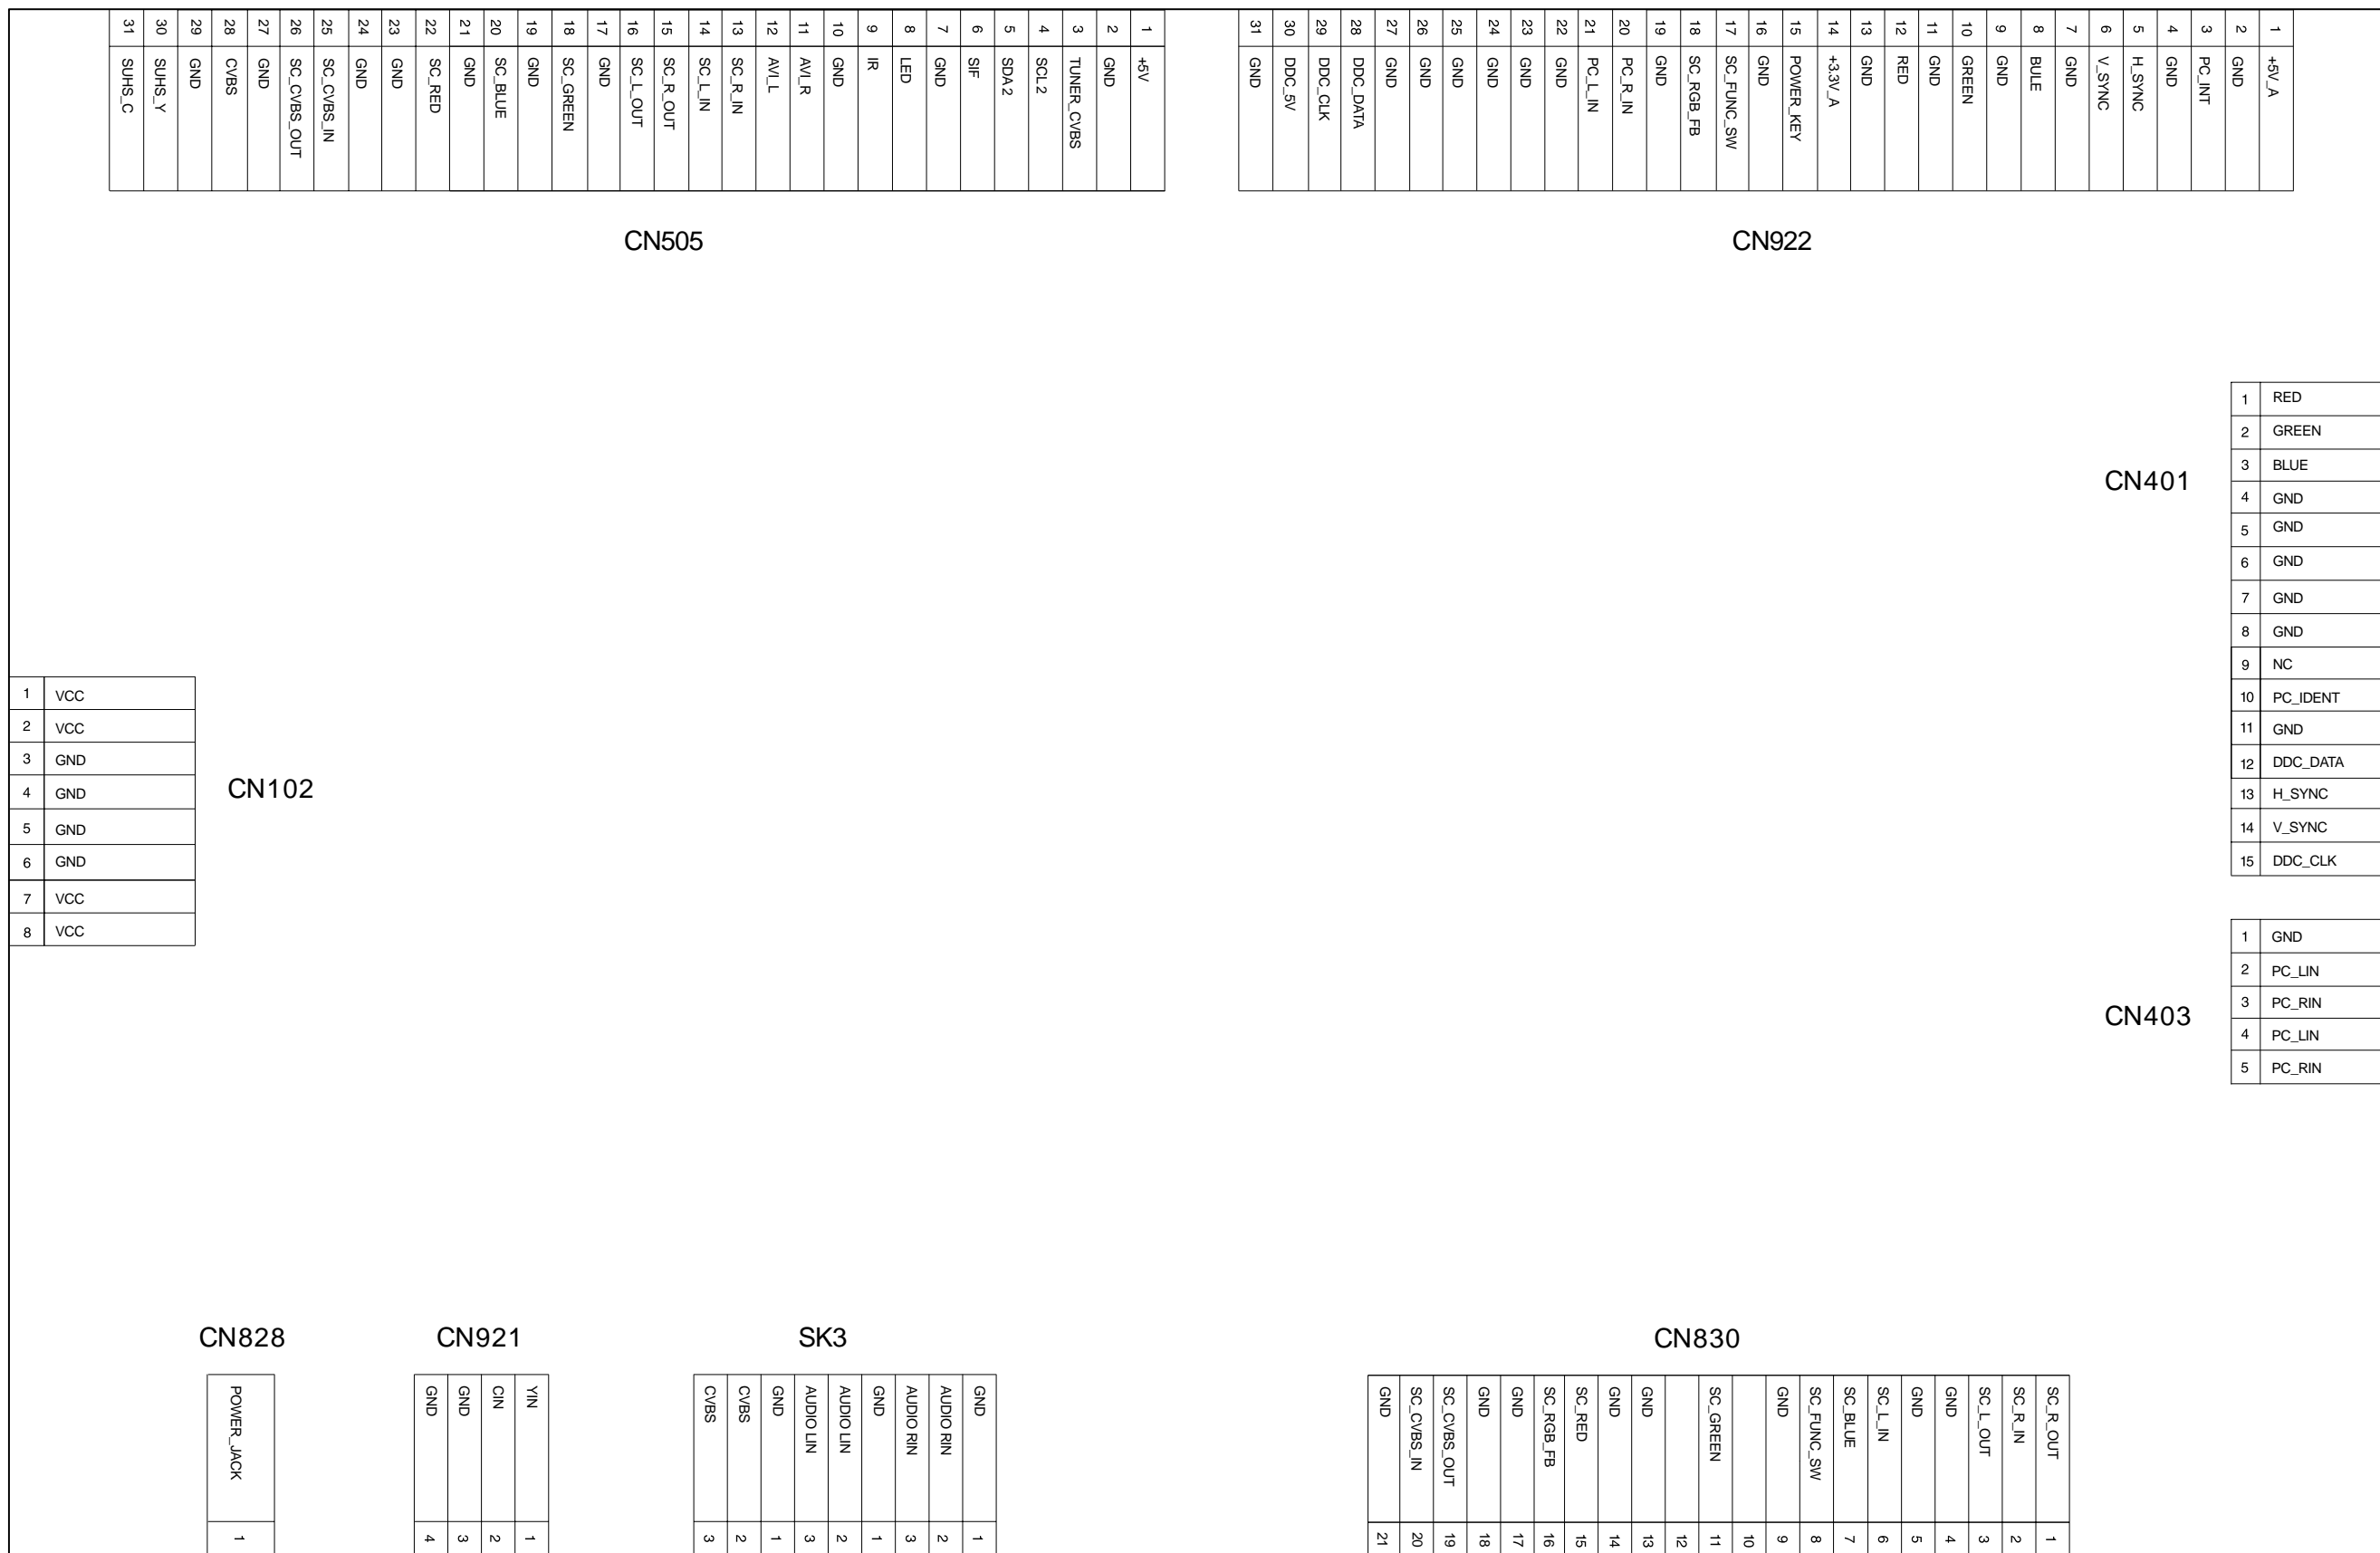 31 SUHS_C
30 SUHS_Y
29 GND
28 CVBS
27 GND
26 SC_CVBS_OUT
25 SC_CVBS_IN
24 GND
23 GND
22 SC_RED
21 GND
20 SC_BLUE
19 GND
18 SC_GREEN
17 GND
16 SC_L_OUT
15 SC_R_OUT
14 SC_L_IN
13 SC_R_IN
12 AVI_L
11 AVI_R
10 GND
9 IR
8 LED
7 GND
6 SIF
5 SDA2
4 SCL2
3 TUNER_CVBS
2 GND
1 +5V
CN505
31 GND
30 DDC_5V
29 DDC_CLK
28 DDC_DATA
27 GND
26 GND
25 GND
24 GND
23 GND
22 GND
21 PC_L_IN
20 PC_R_IN
19 GND
18 SC_RGB_FB
17 SC_FUNC_SW
16 GND
15 POWER_KEY
14 +3.3V_A
13 GND
12 RED
11 GND
10 GREEN
9 GND
8 BULE
7 GND
6 V_SYNC
5 H_SYNC
4 GND
3 PC_INT
2 GND
1 +5V_A
CN922
CN401
1 RED
2 GREEN
3 BLUE
4 GND
5 GND
6 GND
7 GND
8 GND
9 NC
10 PC_IDENT
11 GND
12 DDC_DATA
13 H_SYNC
14 V_SYNC
15 DDC_CLK
1 VCC
2 VCC
3 GND
4 GND
5 GND
6 GND
7 VCC
8 VCC
CN102
CN403
1 GND
2 PC_LIN
3 PC_RIN
4 PC_LIN
5 PC_RIN
CN828
POWER_JACK 1
CN921
GND 4
GND 3
CIN 2
YIN 1
SK3
CVBS 3
CVBS 2
GND 1
AUDIO LIN 3
AUDIO LIN 2
GND 1
AUDIO RIN 3
AUDIO RIN 2
GND 1
CN830
GND 21
SC_CVBS_IN 20
SC_CVBS_OUT 19
GND 18
GND 17
SC_RGB_FB 16
SC_RED 15
GND 14
GND 13
12
SC_GREEN 11
10
GND 9
SC_FUNC_SW 8
SC_BLUE 7
SC_L_IN 6
GND 5
GND 4
SC_L_OUT 3
SC_R_IN 2
SC_R_OUT 1